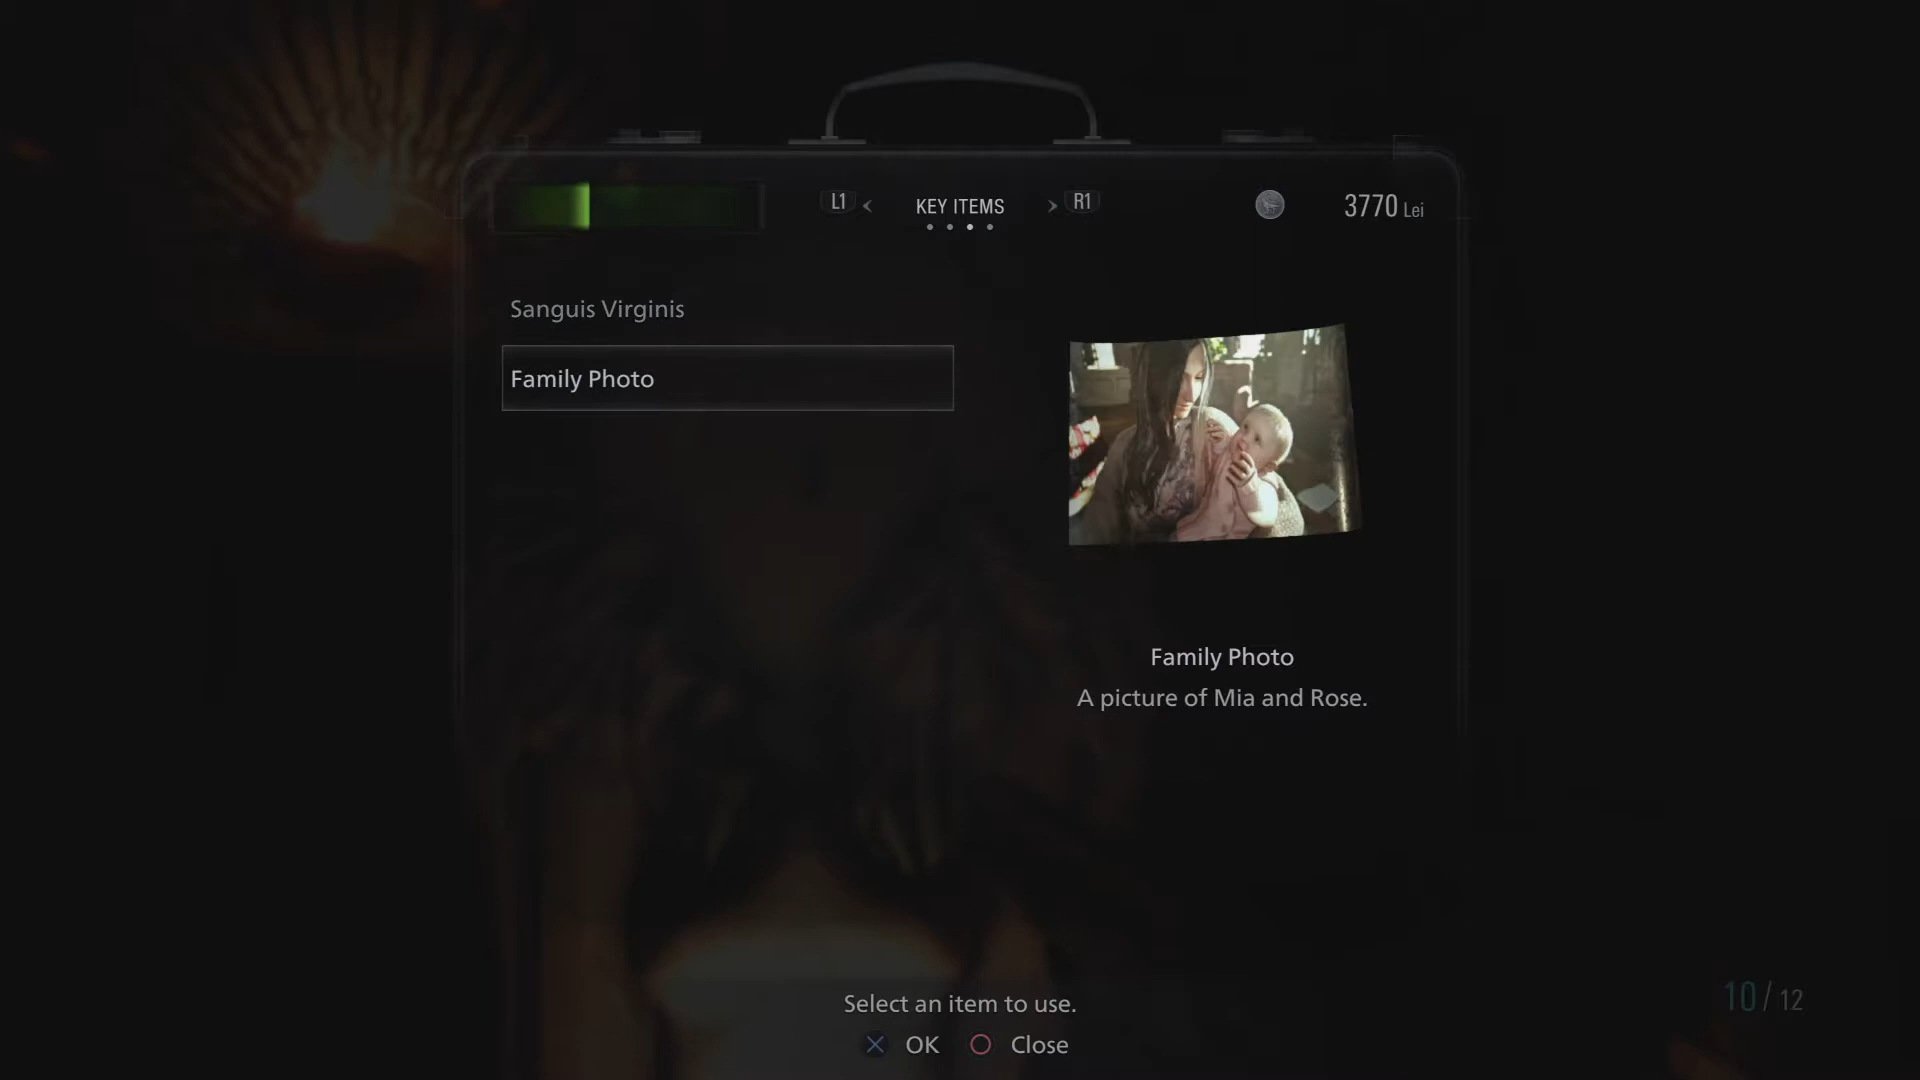 L1 < KEY ITEMS > R1
3770 Lei
Sanguis Virginis
Family Photo
Family Photo
A picture of Mia and Rose.
Select an item to use.
OK Close
10/12